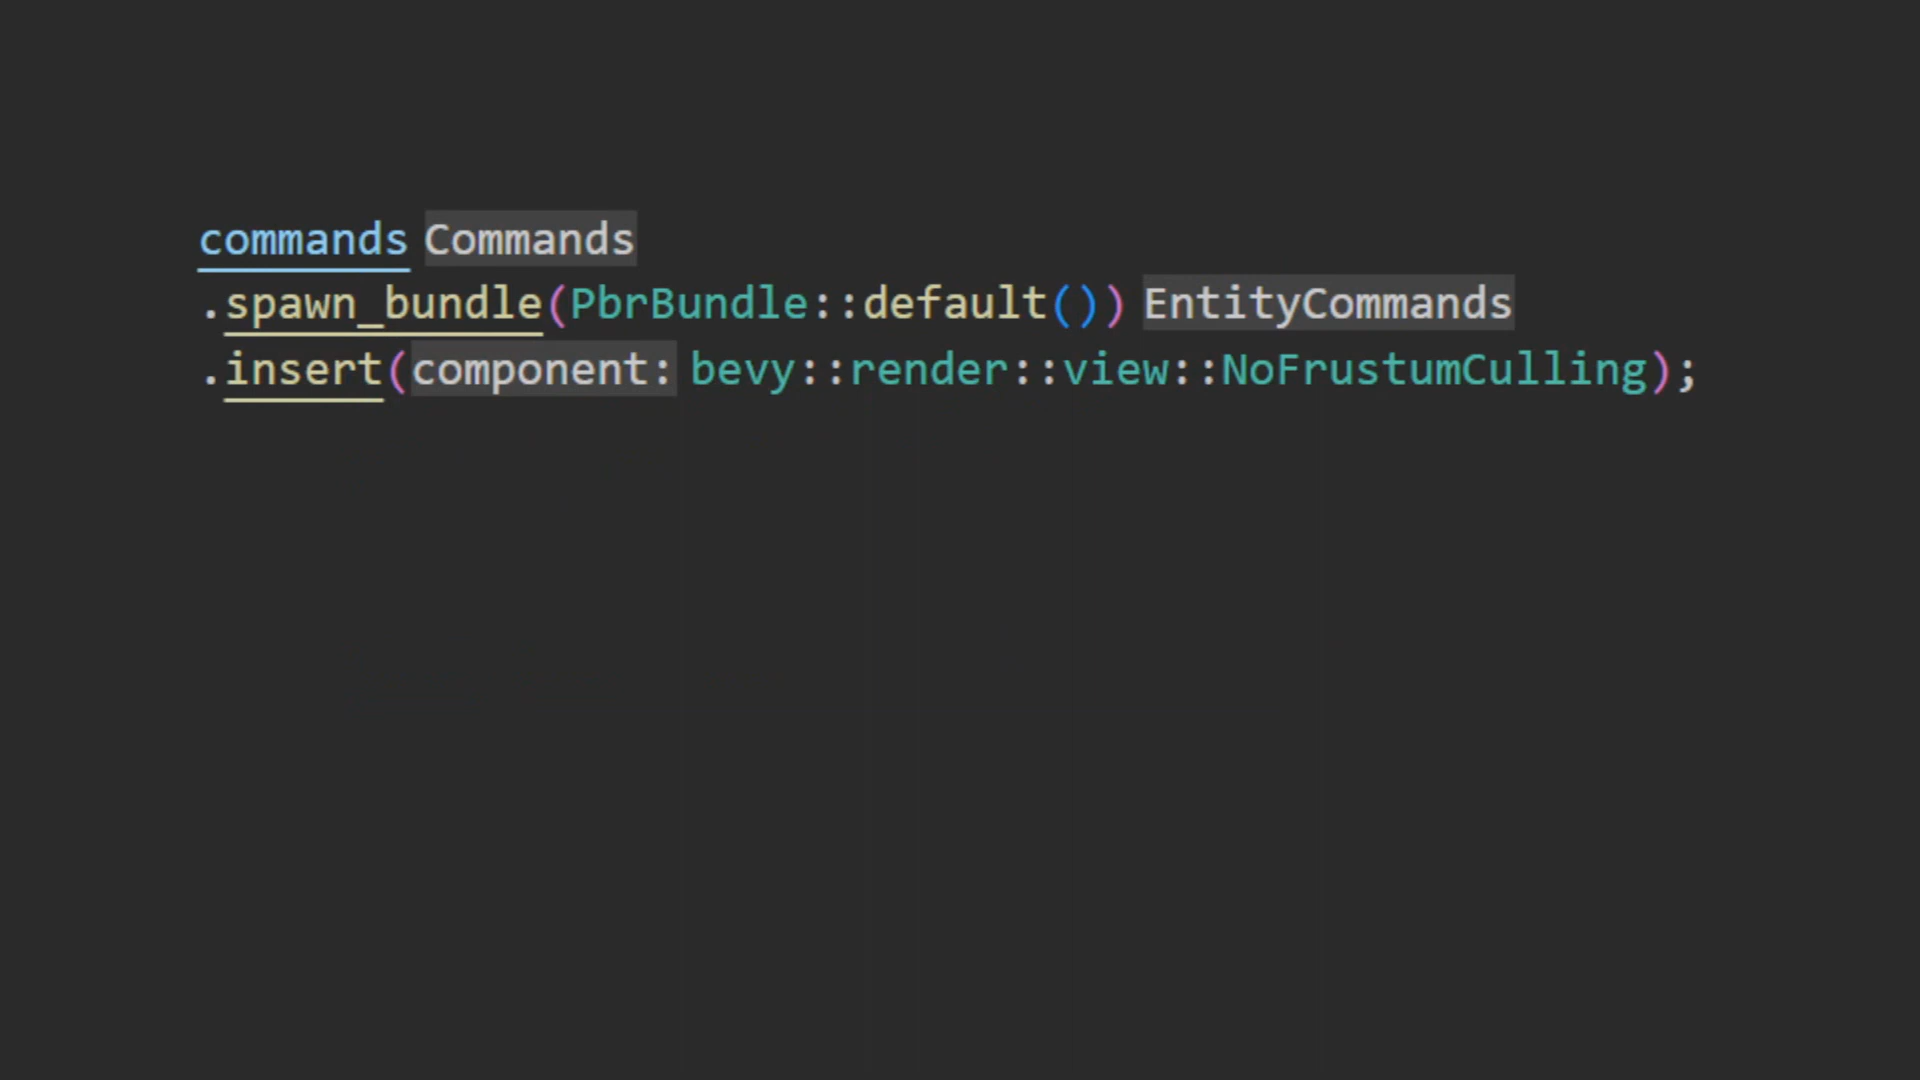 commands Commands
.spawn_bundle(PbrBundle::default()) EntityCommands
.insert(component: bevy::render::view::NoFrustumCulling);